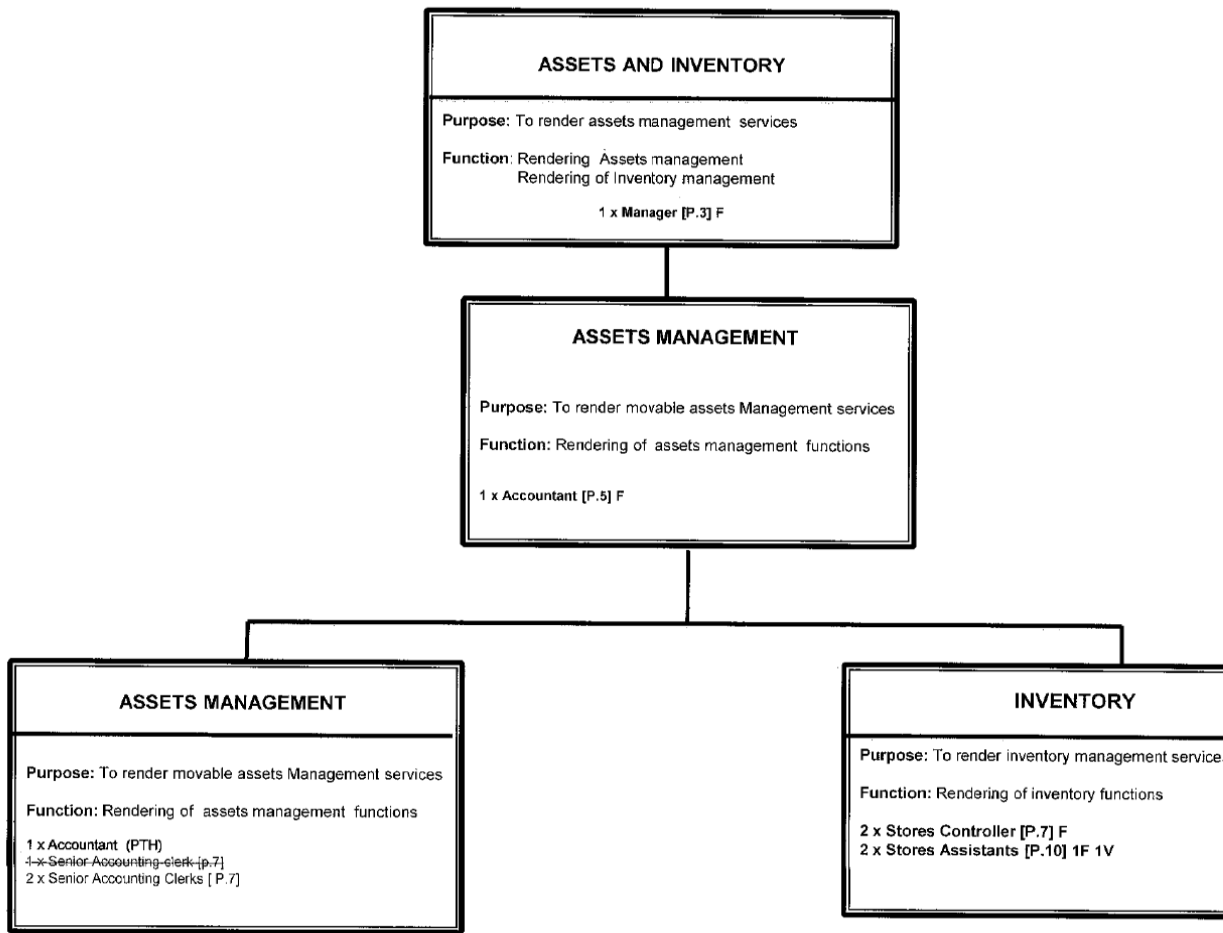 ASSETS AND INVENTORY
Purpose: To render assets management services
Function: Rendering Assets management
Rendering of Inventory management
1 x Manager [P.3] F
ASSETS MANAGEMENT
Purpose: To render movable assets Management services
Function: Rendering of assets management functions
1 x Accountant [P.5] F
ASSETS MANAGEMENT
Purpose: To render movable assets Management services
Function: Rendering of assets management functions
1 x Accountant (PTH)
1 x Senior Accounting clerk [p.7]
2 x Senior Accounting Clerks [ P.7]
INVENTORY
Purpose: To render inventory management services
Function: Rendering of inventory functions
2 x Stores Controller [P.7] F
2 x Stores Assistants [P.10] 1F 1V